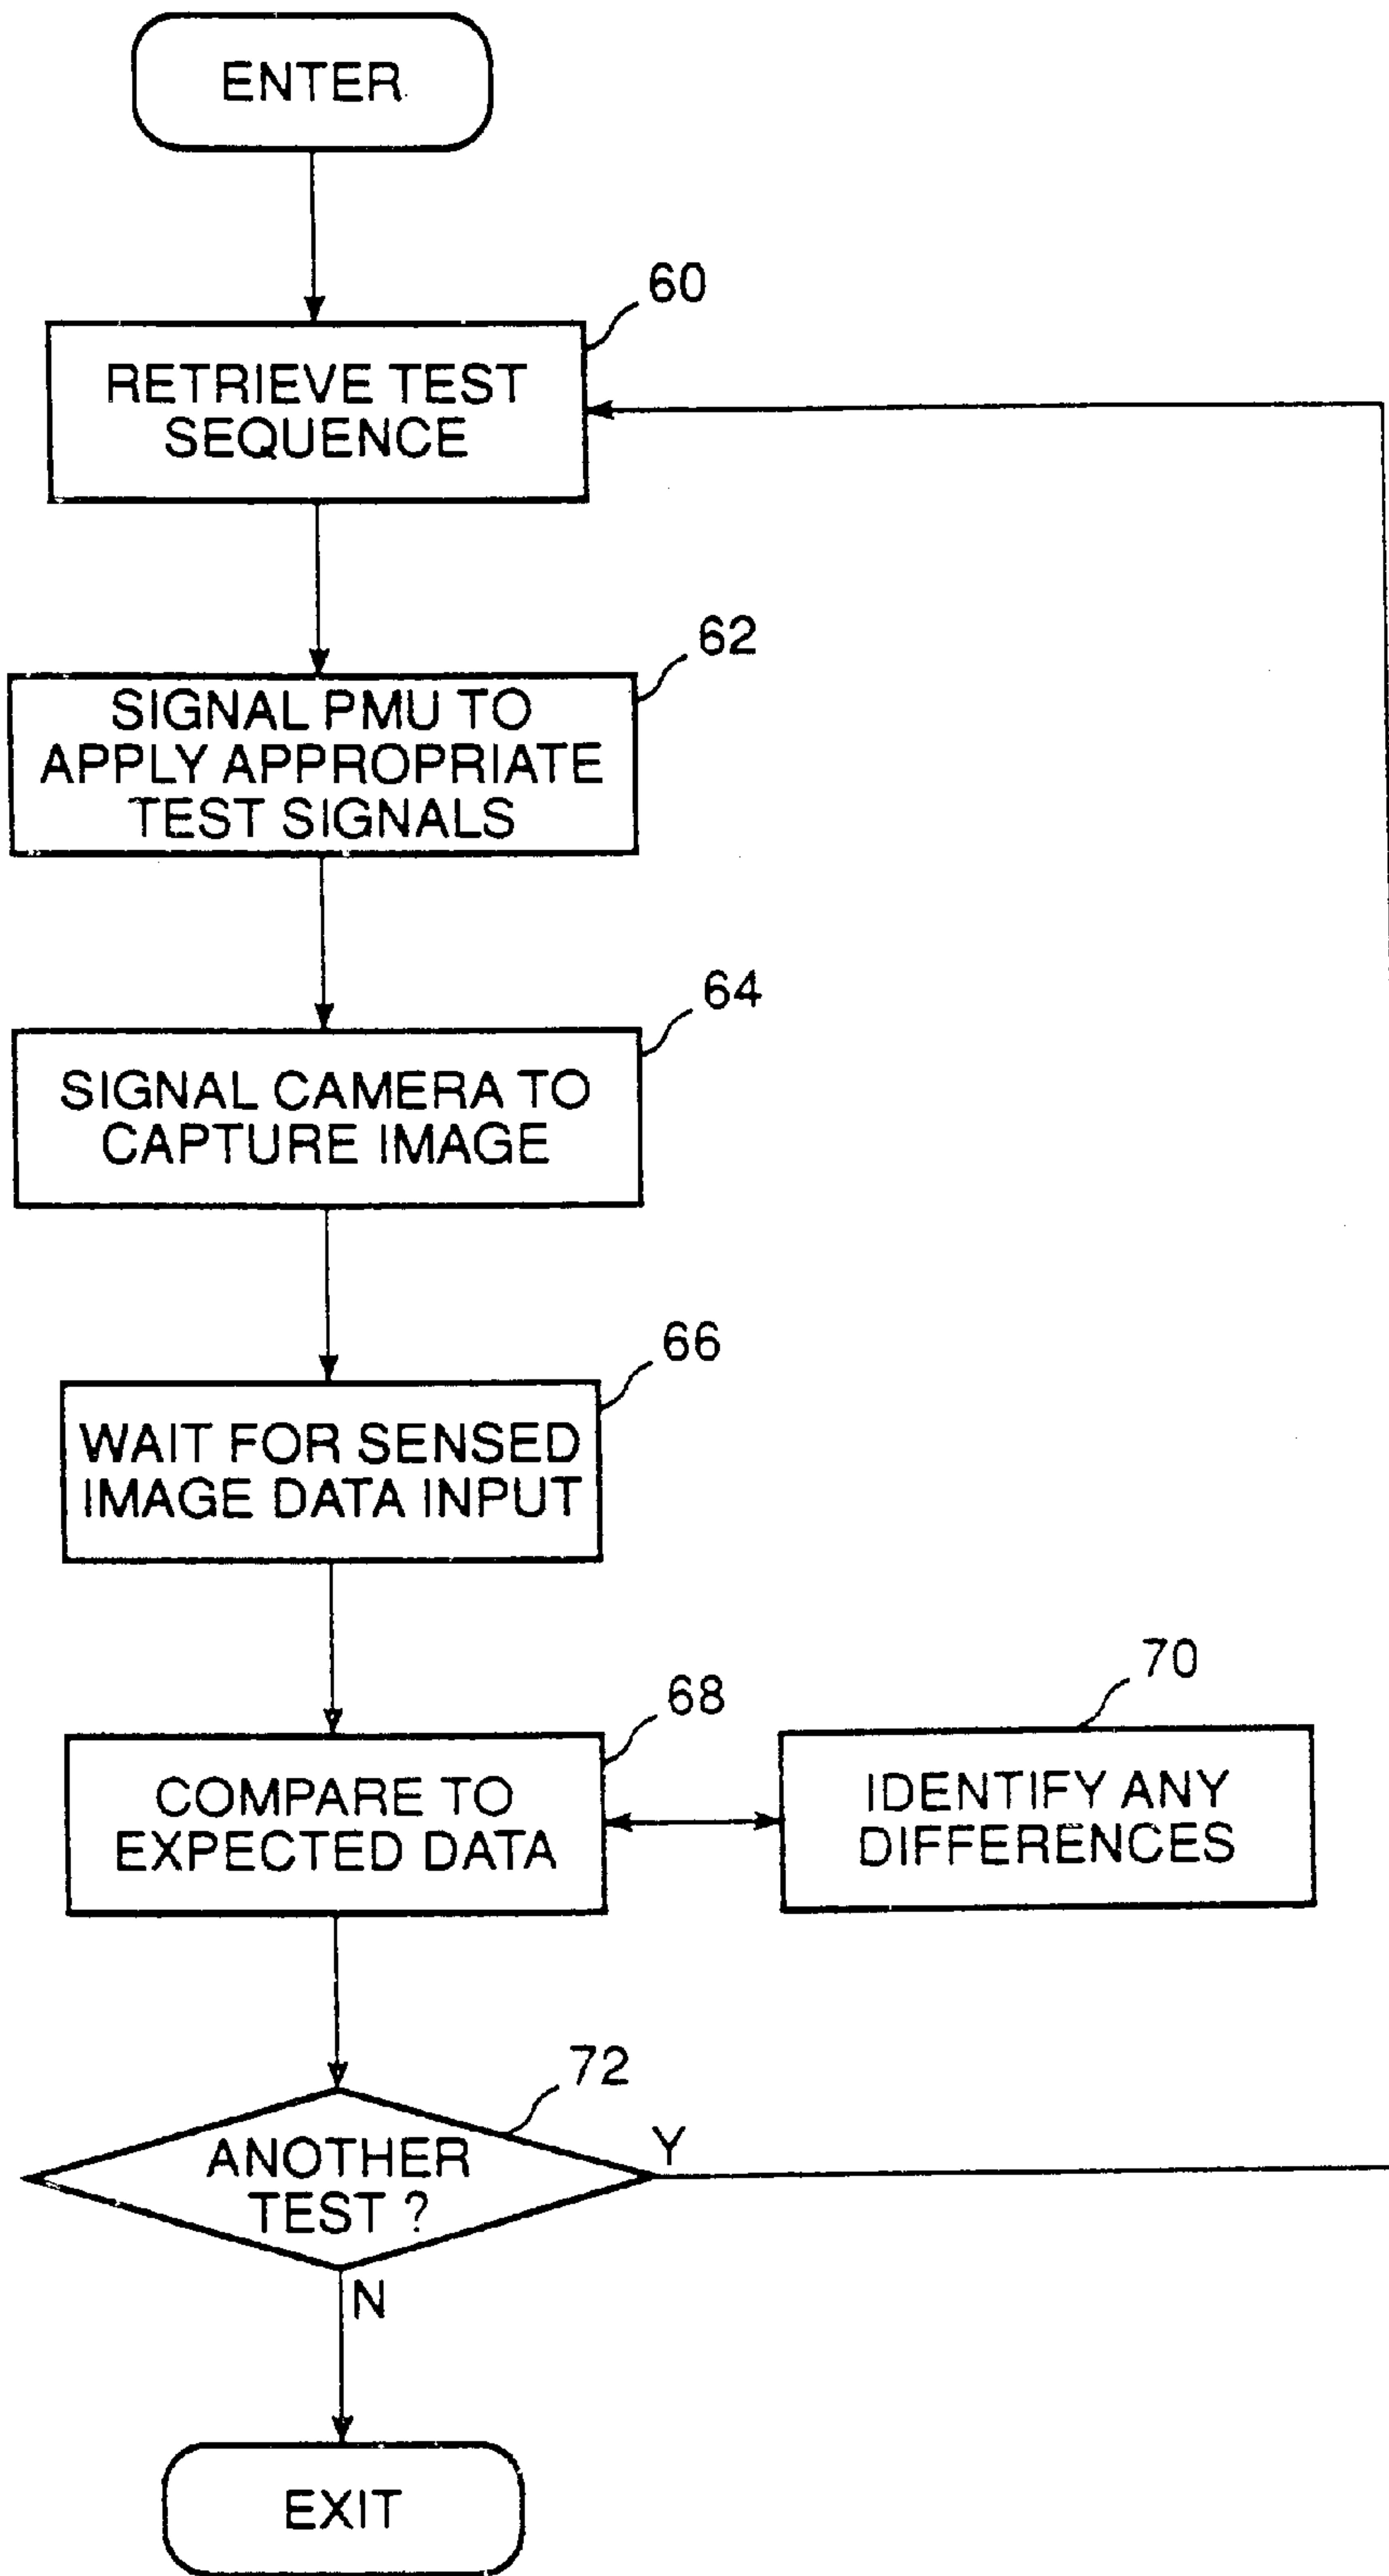 ENTER
60
RETRIEVE TEST
SEQUENCE
62
SIGNAL PMU TO
APPLY APPROPRIATE
TEST SIGNALS
64
SIGNAL CAMERA TO
CAPTURE IMAGE
66
WAIT FOR SENSED
IMAGE DATA INPUT
68
COMPARE TO
EXPECTED DATA
70
IDENTIFY ANY
DIFFERENCES
72
ANOTHER
TEST ?
Y
N
EXIT